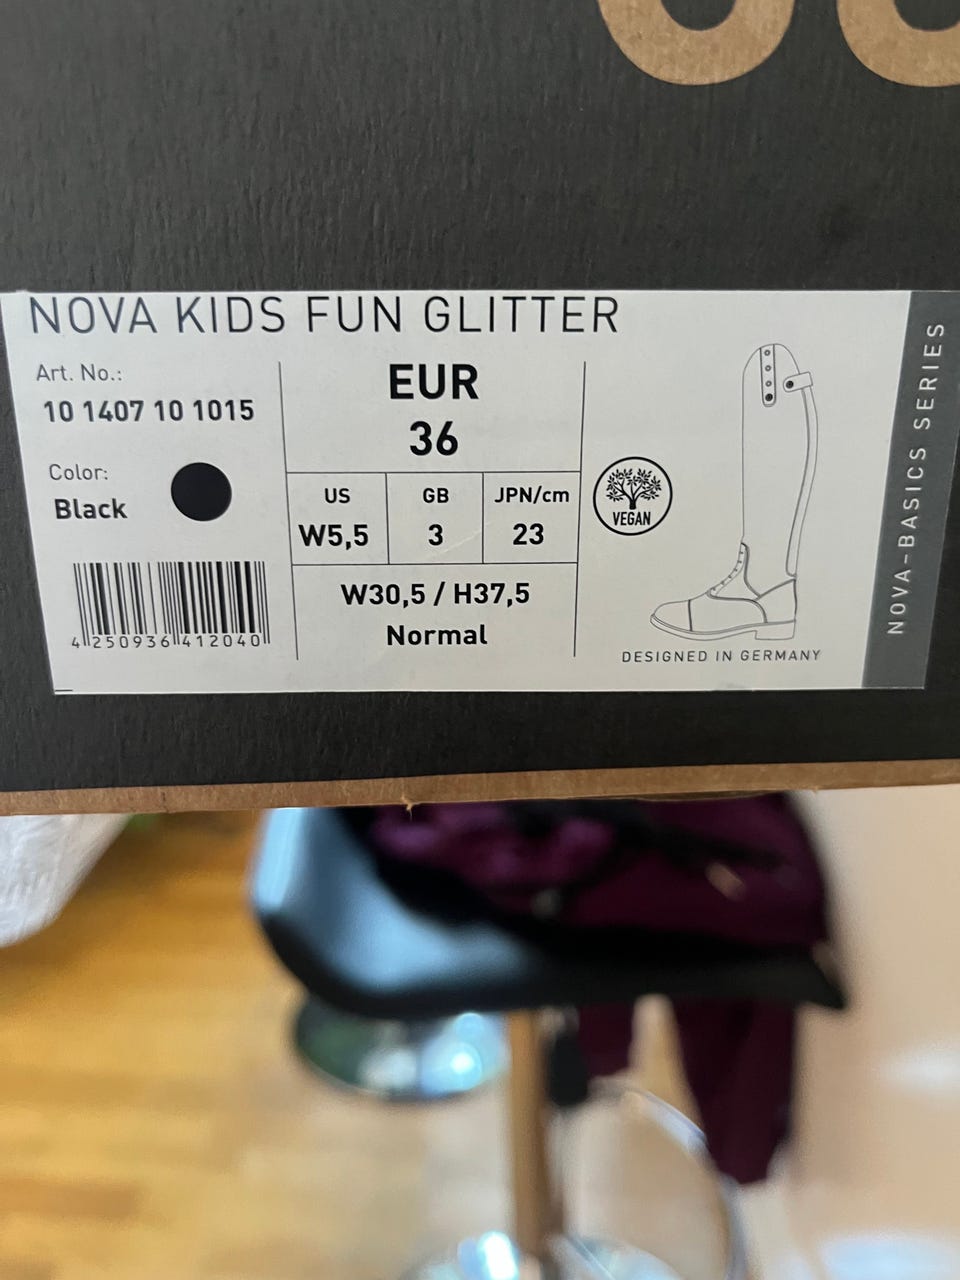 NOVA KIDS FUN GLITTER
Art. No.:
10 1407 10 1015
Color:
Black
4 250936 412040
EUR
36
US
W5,5
GB
3
JPN/cm
23
W30,5 / H37,5
Normal
VEGAN
DESIGNED IN GERMANY
NOVA-BASICS SERIES